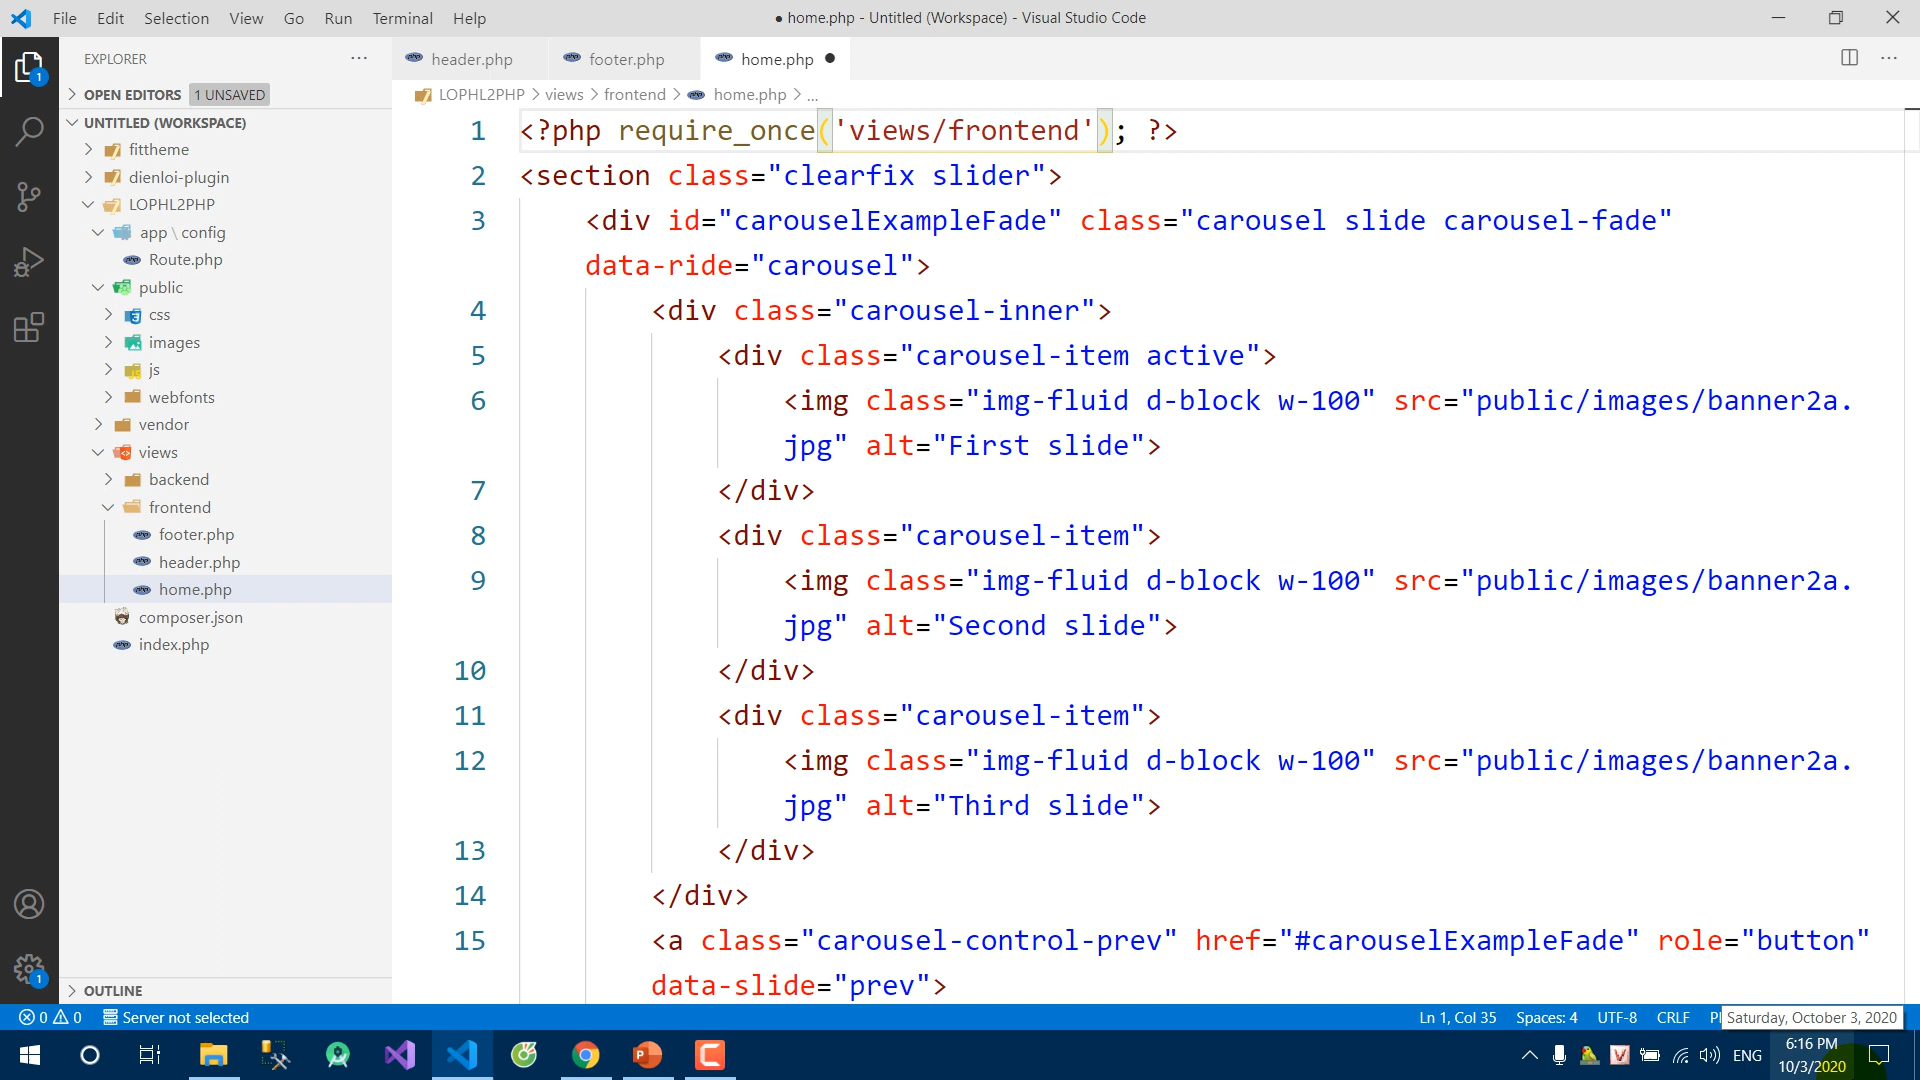 File Edit Selection View Go Run Terminal Help
● home.php - Untitled (Workspace) - Visual Studio Code
EXPLORER
header.php
footer.php
home.php ●
OPEN EDITORS 1 UNSAVED
LOPHL2PHP > views > frontend > home.php > ...
UNTITLED (WORKSPACE)
fittheme
dienloi-plugin
LOPHL2PHP
app \ config
Route.php
public
css
images
js
webfonts
vendor
views
backend
frontend
footer.php
header.php
home.php
composer.json
index.php
OUTLINE
1 <?php require_once('views/frontend'); ?>
2 <section class="clearfix slider">
3 <div id="carouselExampleFade" class="carousel slide carousel-fade"
data-ride="carousel">
4 <div class="carousel-inner">
5 <div class="carousel-item active">
6 <img class="img-fluid d-block w-100" src="public/images/banner2a.
jpg" alt="First slide">
7 </div>
8 <div class="carousel-item">
9 <img class="img-fluid d-block w-100" src="public/images/banner2a.
jpg" alt="Second slide">
10 </div>
11 <div class="carousel-item">
12 <img class="img-fluid d-block w-100" src="public/images/banner2a.
jpg" alt="Third slide">
13 </div>
14 </div>
15 <a class="carousel-control-prev" href="#carouselExampleFade" role="button"
data-slide="prev">
0 0 Server not selected
Ln 1, Col 35 Spaces: 4 UTF-8 CRLF
Saturday, October 3, 2020
ENG
6:16 PM
10/3/2020